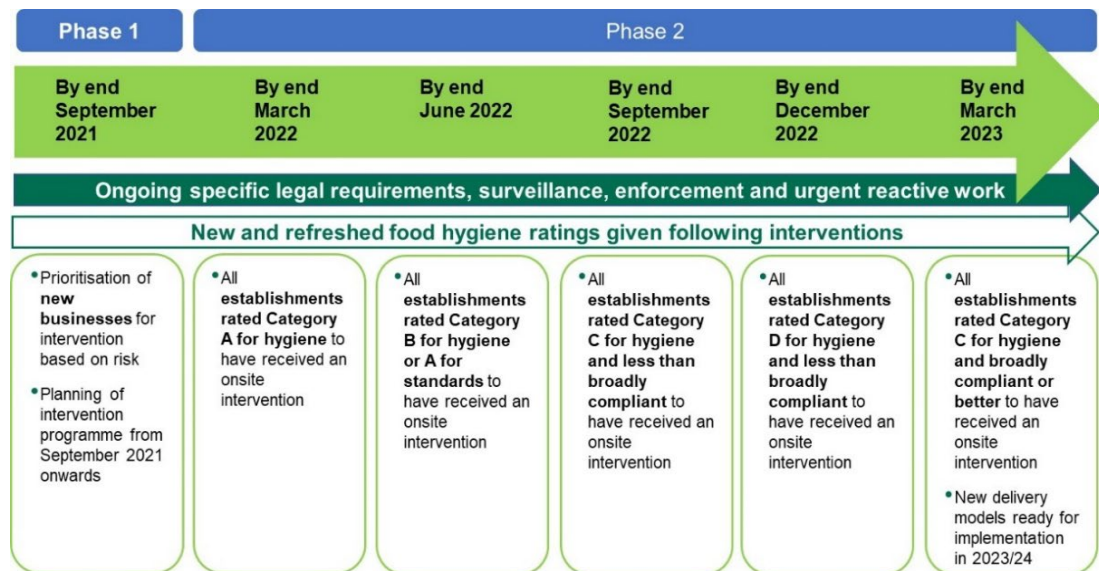 Phase 1
Phase 2
By end
September
2021
By end
March
2022
By end
June 2022
By end
September
2022
By end
December
2022
By end
March
2023
Ongoing specific legal requirements, surveillance, enforcement and urgent reactive work
New and refreshed food hygiene ratings given following interventions
•Prioritisation of
new
businesses for
intervention
based on risk
•Planning of
intervention
programme from
September 2021
onwards
• All
establishments
rated Category
A for hygiene to
have received an
onsite
intervention
• All
establishments
rated Category
B for hygiene
or A for
standards to
have received an
onsite
intervention
• All
establishments
rated Category
C for hygiene
and less than
broadly
compliant to
have received an
onsite
intervention
• All
establishments
rated Category
D for hygiene
and less than
broadly
compliant to
have received an
onsite
intervention
• All
establishments
rated Category
C for hygiene
and broadly
compliant or
better to have
received an
onsite
intervention
•New delivery
models ready for
implementation
in 2023/24